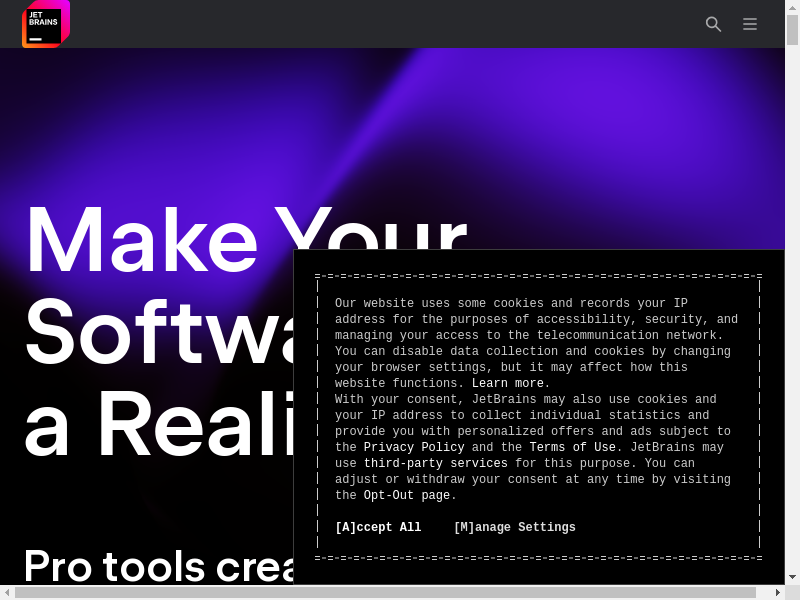 JET
BRAINS
Make Your
Softwa
a Reali
Pro tools crea
Our website uses some cookies and records your IP
address for the purposes of accessibility, security, and
managing your access to the telecommunication network.
You can disable data collection and cookies by changing
your browser settings, but it may affect how this
website functions. Learn more.
With your consent, JetBrains may also use cookies and
your IP address to collect individual statistics and
provide you with personalized offers and ads subject to
the Privacy Policy and the Terms of Use. JetBrains may
use third-party services for this purpose. You can
adjust or withdraw your consent at any time by visiting
the Opt-Out page.
[A]ccept All [M]anage Settings